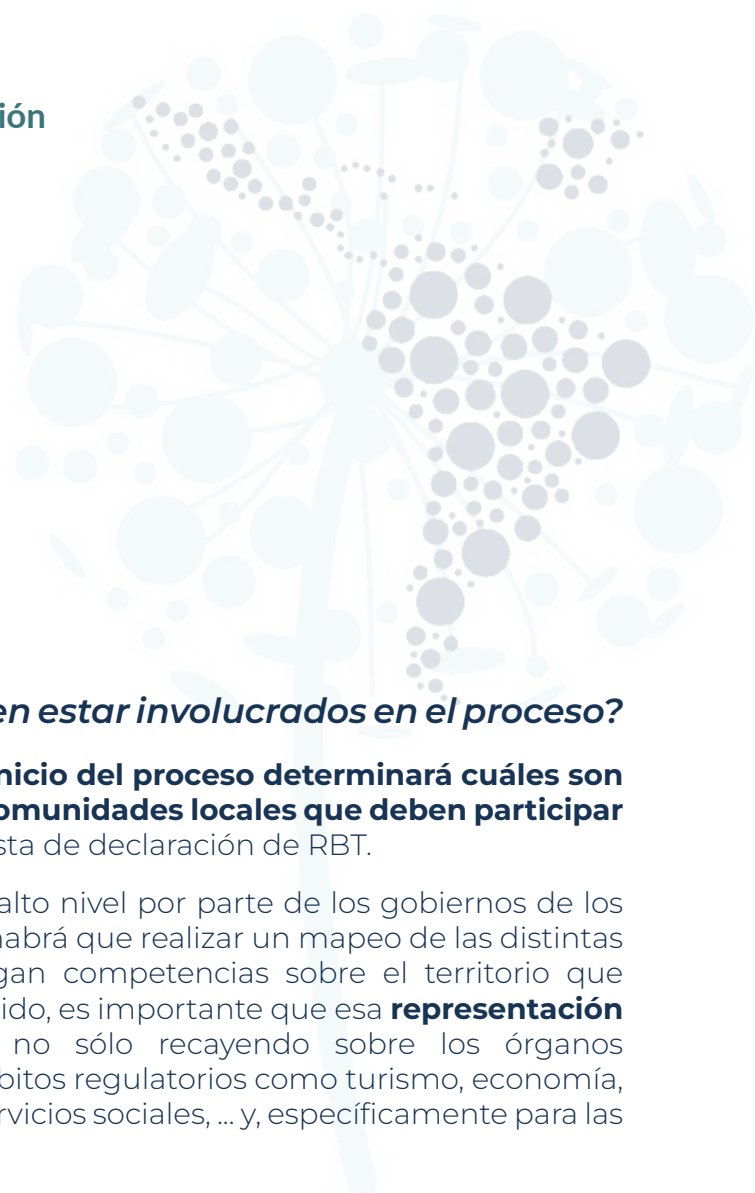 ión
en estar involucrados en el proceso?
nicio del proceso determinará cuáles son
omunidades locales que deben participar
sta de declaración de RBT.
alto nivel por parte de los gobiernos de los
habrá que realizar un mapeo de las distintas
gan competencias sobre el territorio que
ido, es importante que esa representación
no sólo recayendo sobre los órganos
bitos regulatorios como turismo, economía,
rvicios sociales, ... y, específicamente para las